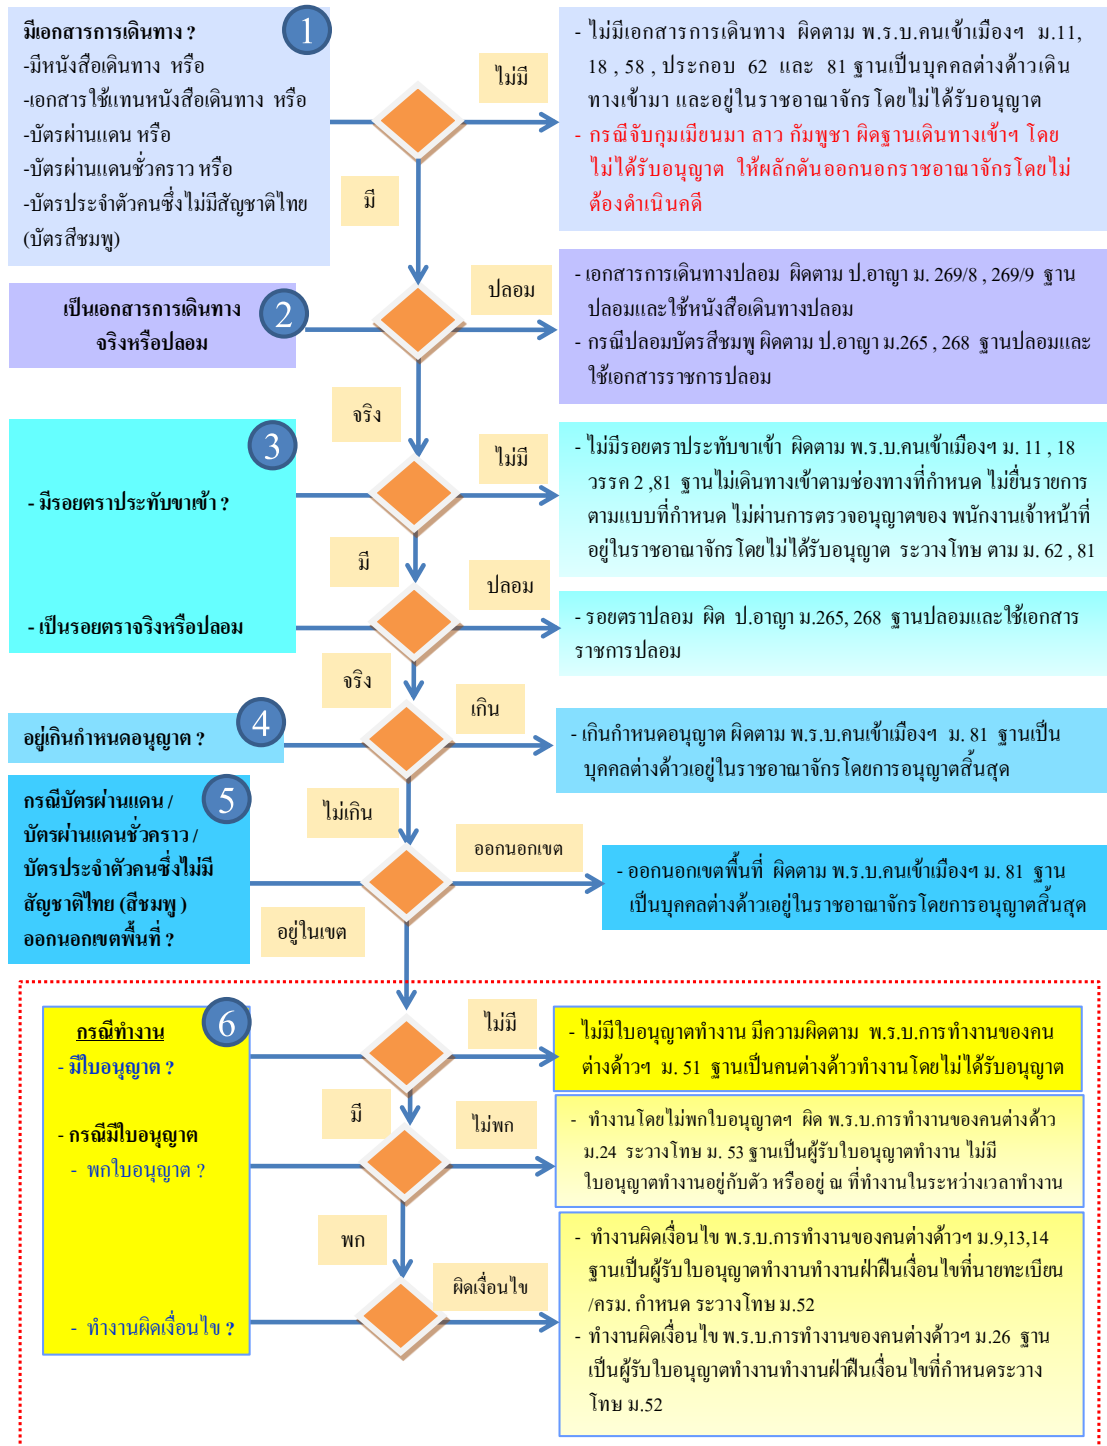 มีเอกสารการเดินทาง ?
1
-มีหนังสือเดินทาง หรือ
-เอกสารใช้แทนหนังสือเดินทาง หรือ
-บัตรผ่านแดน หรือ
-บัตรผ่านแดนชั่วคราว หรือ
-บัตรประจำตัวคนซึ่งไม่มีสัญชาติไทย
(บัตรสีชมพู)
ไม่มี
- ไม่มีเอกสารการเดินทาง ผิดตาม พ.ร.บ.คนเข้าเมืองฯ ม.11,
18 , 58 , ประกอบ 62 และ 81 ฐานเป็นบุคคลต่างด้าวเดิน
ทางเข้ามา และอยู่ในราชอาณาจักรโดยไม่ได้รับอนุญาต
- กรณีจับกุมเมียนมา ลาว กัมพูชา ผิดฐานเดินทางเข้าฯ โดย
ไม่ได้รับอนุญาต ให้ผลักดันออกนอกราชอาณาจักรโดยไม่
ต้องดำเนินคดี
มี
เป็นเอกสารการเดินทาง
จริงหรือปลอม
2
ปลอม
- เอกสารการเดินทางปลอม ผิดตาม ป.อาญา ม. 269/8 , 269/9 ฐาน
ปลอมและใช้หนังสือเดินทางปลอม
- กรณีปลอมบัตรสีชมพู ผิดตาม ป.อาญา ม.265 , 268 ฐานปลอมและ
ใช้เอกสารราชการปลอม
จริง
3
- มีรอยตราประทับขาเข้า ?
ไม่มี
- ไม่มีรอยตราประทับขาเข้า ผิดตาม พ.ร.บ.คนเข้าเมืองฯ ม. 11 , 18
วรรค 2 ,81 ฐานไม่เดินทางเข้าตามช่องทางที่กำหนด ไม่ยื่นรายการ
ตามแบบที่กำหนด ไม่ผ่านการตรวจอนุญาตของ พนักงานเจ้าหน้าที่
อยู่ในราชอาณาจักรโดยไม่ได้รับอนุญาต ระวางโทษ ตาม ม. 62 , 81
มี
- เป็นรอยตราจริงหรือปลอม
ปลอม
- รอยตราปลอม ผิด ป.อาญา ม.265, 268 ฐานปลอมและใช้เอกสาร
ราชการปลอม
จริง
อยู่เกินกำหนดอนุญาต ?
4
เกิน
- เกินกำหนดอนุญาต ผิดตาม พ.ร.บ.คนเข้าเมืองฯ ม. 81 ฐานเป็น
บุคคลต่างด้าวเอยู่ในราชอาณาจักรโดยการอนุญาตสิ้นสุด
ไม่เกิน
กรณีบัตรผ่านแดน /
บัตรผ่านแดนชั่วคราว /
บัตรประจำตัวคนซึ่งไม่มี
สัญชาติไทย (สีชมพู )
ออกนอกเขตพื้นที่ ?
5
ออกนอกเขต
- ออกนอกเขตพื้นที่ ผิดตาม พ.ร.บ.คนเข้าเมืองฯ ม. 81 ฐาน
เป็นบุคคลต่างด้าวเอยู่ในราชอาณาจักรโดยการอนุญาตสิ้นสุด
อยู่ในเขต
กรณีทำงาน
6
- มีใบอนุญาต ?
ไม่มี
- ไม่มีใบอนุญาตทำงาน มีความผิดตาม พ.ร.บ.การทำงานของคน
ต่างด้าวฯ ม. 51 ฐานเป็นคนต่างด้าวทำงานโดยไม่ได้รับอนุญาต
มี
- กรณีมีใบอนุญาต
- พกใบอนุญาต ?
ไม่พก
- ทำงานโดยไม่พกใบอนุญาตฯ ผิด พ.ร.บ.การทำงานของคนต่างด้าว
ม.24 ระวางโทษ ม. 53 ฐานเป็นผู้รับใบอนุญาตทำงาน ไม่มี
ใบอนุญาตทำงานอยู่กับตัว หรืออยู่ ณ ที่ทำงานในระหว่างเวลาทำงาน
พก
- ทำงานผิดเงื่อนไข ?
ผิดเงื่อนไข
- ทำงานผิดเงื่อนไข พ.ร.บ.การทำงานของคนต่างด้าวฯ ม.9,13,14
ฐานเป็นผู้รับใบอนุญาตทำงานทำงานฝ่าฝืนเงื่อนไขที่นายทะเบียน
/ครม. กำหนด ระวางโทษ ม.52
- ทำงานผิดเงื่อนไข พ.ร.บ.การทำงานของคนต่างด้าวฯ ม.26 ฐาน
เป็นผู้รับใบอนุญาตทำงานทำงานฝ่าฝืนเงื่อนไขที่กำหนดระวาง
โทษ ม.52